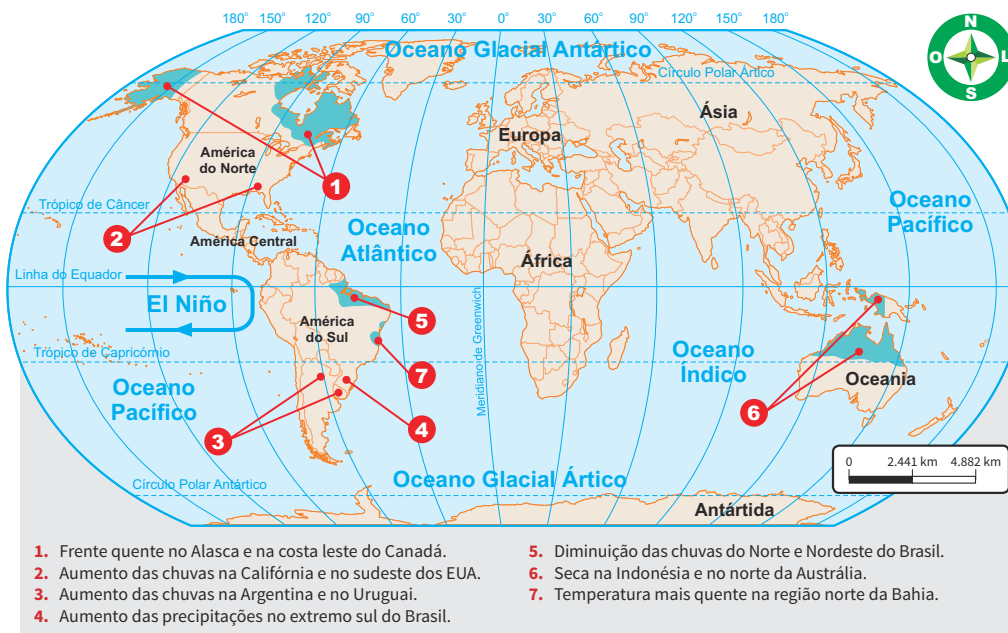 180° 150° 120° 90° 60° 30° 0° 30° 60° 90° 120° 150° 180°
N
O
L
S
Oceano Glacial Antártico
Círculo Polar Ártico
Ásia
Europa
América
do Norte
1
Trópico de Câncer
2
América Central
Oceano
Atlântico
Oceano
Pacífico
África
Linha do Equador
El Niño
América
do Sul
5
Meridiano de Greenwich
Trópico de Capricórnio
7
Oceano
Índico
Oceania
Oceano
Pacífico
3
4
6
0 2.441 km 4.882 km
Círculo Polar Antártico
Oceano Glacial Ártico
Antártida
1. Frente quente no Alasca e na costa leste do Canadá.
2. Aumento das chuvas na Califórnia e no sudeste dos EUA.
3. Aumento das chuvas na Argentina e no Uruguai.
4. Aumento das precipitações no extremo sul do Brasil.
5. Diminuição das chuvas do Norte e Nordeste do Brasil.
6. Seca na Indonésia e no norte da Austrália.
7. Temperatura mais quente na região norte da Bahia.